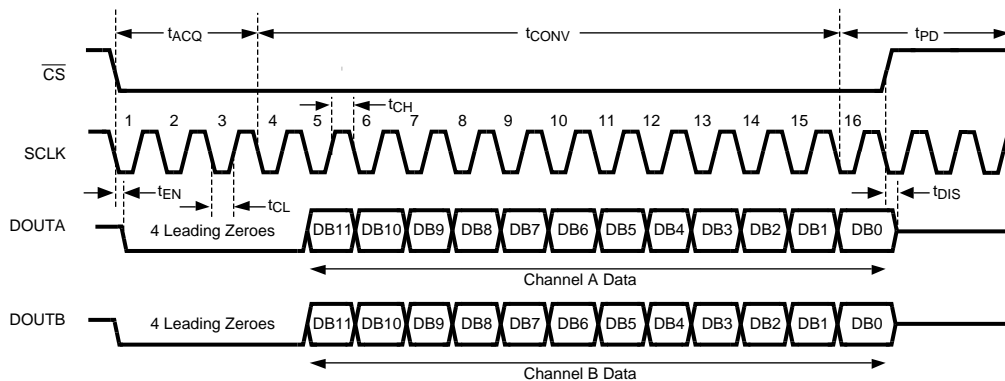 tACQ tCONV tPD
CS
tCH
1 2 3 4 5 6 7 8 9 10 11 12 13 14 15 16
SCLK
tEN tCL tDIS
DOUTA 4 Leading Zeroes DB11 DB10 DB9 DB8 DB7 DB6 DB5 DB4 DB3 DB2 DB1 DB0
Channel A Data
DOUTB 4 Leading Zeroes DB11 DB10 DB9 DB8 DB7 DB6 DB5 DB4 DB3 DB2 DB1 DB0
Channel B Data